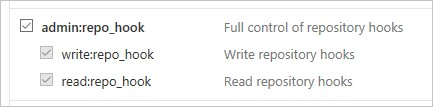 admin:repo_hook Full control of repository hooks
write:repo_hook Write repository hooks
read:repo_hook Read repository hooks